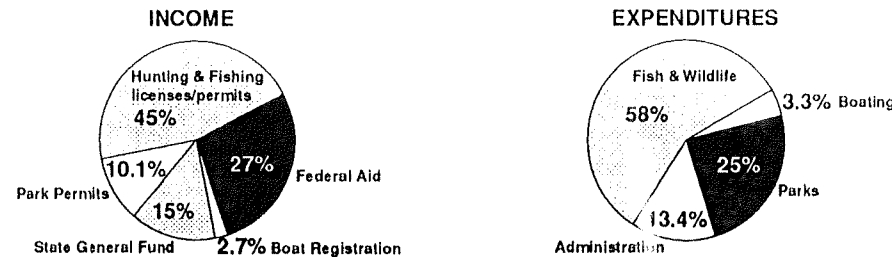 INCOME
Hunting & Fishing
licenses/permits
45%
10.1%
27%
Federal Aid
Park Permits
15%
State General Fund
2.7% Boat Registration
EXPENDITURES
Fish & Wildlife
58%
3.3% Boating
25%
Parks
13.4%
Administration